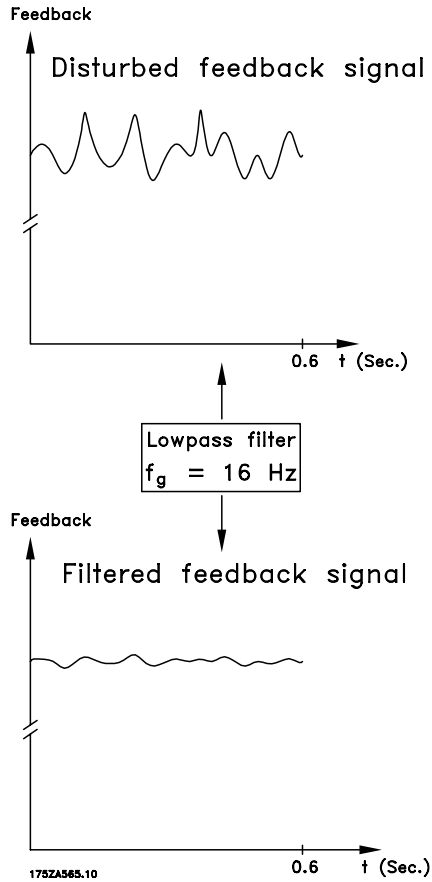 Feedback
Disturbed feedback signal
0.6 t (Sec.)
Lowpass filter
fg = 16 Hz
Feedback
Filtered feedback signal
0.6 t (Sec.)
175ZA565.10